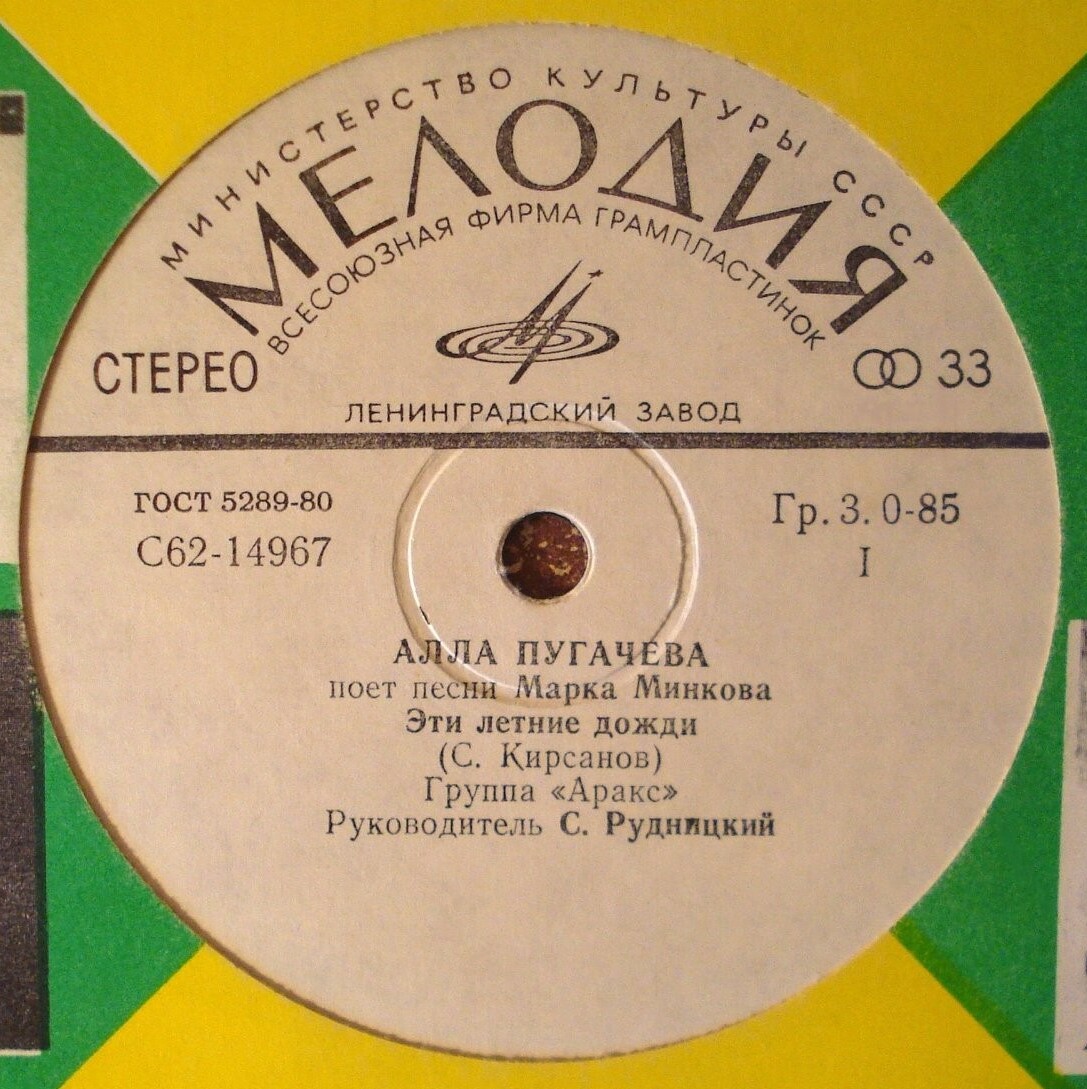 МИНИСТЕРСТВО КУЛЬТУРЫ СССР
МЕЛОДИЯ
ВСЕСОЮЗНАЯ ФИРМА ГРАМПЛАСТИНОК
СТЕРЕО
33
ЛЕНИНГРАДСКИЙ ЗАВОД
ГОСТ 5289-80
Гр. 3. 0-85
С62-14967
I
АЛЛА ПУГАЧЕВА
поет песни Марка Минкова
Эти летние дожди
(С. Кирсанов)
Группа «Аракс»
Руководитель С. Рудницкий